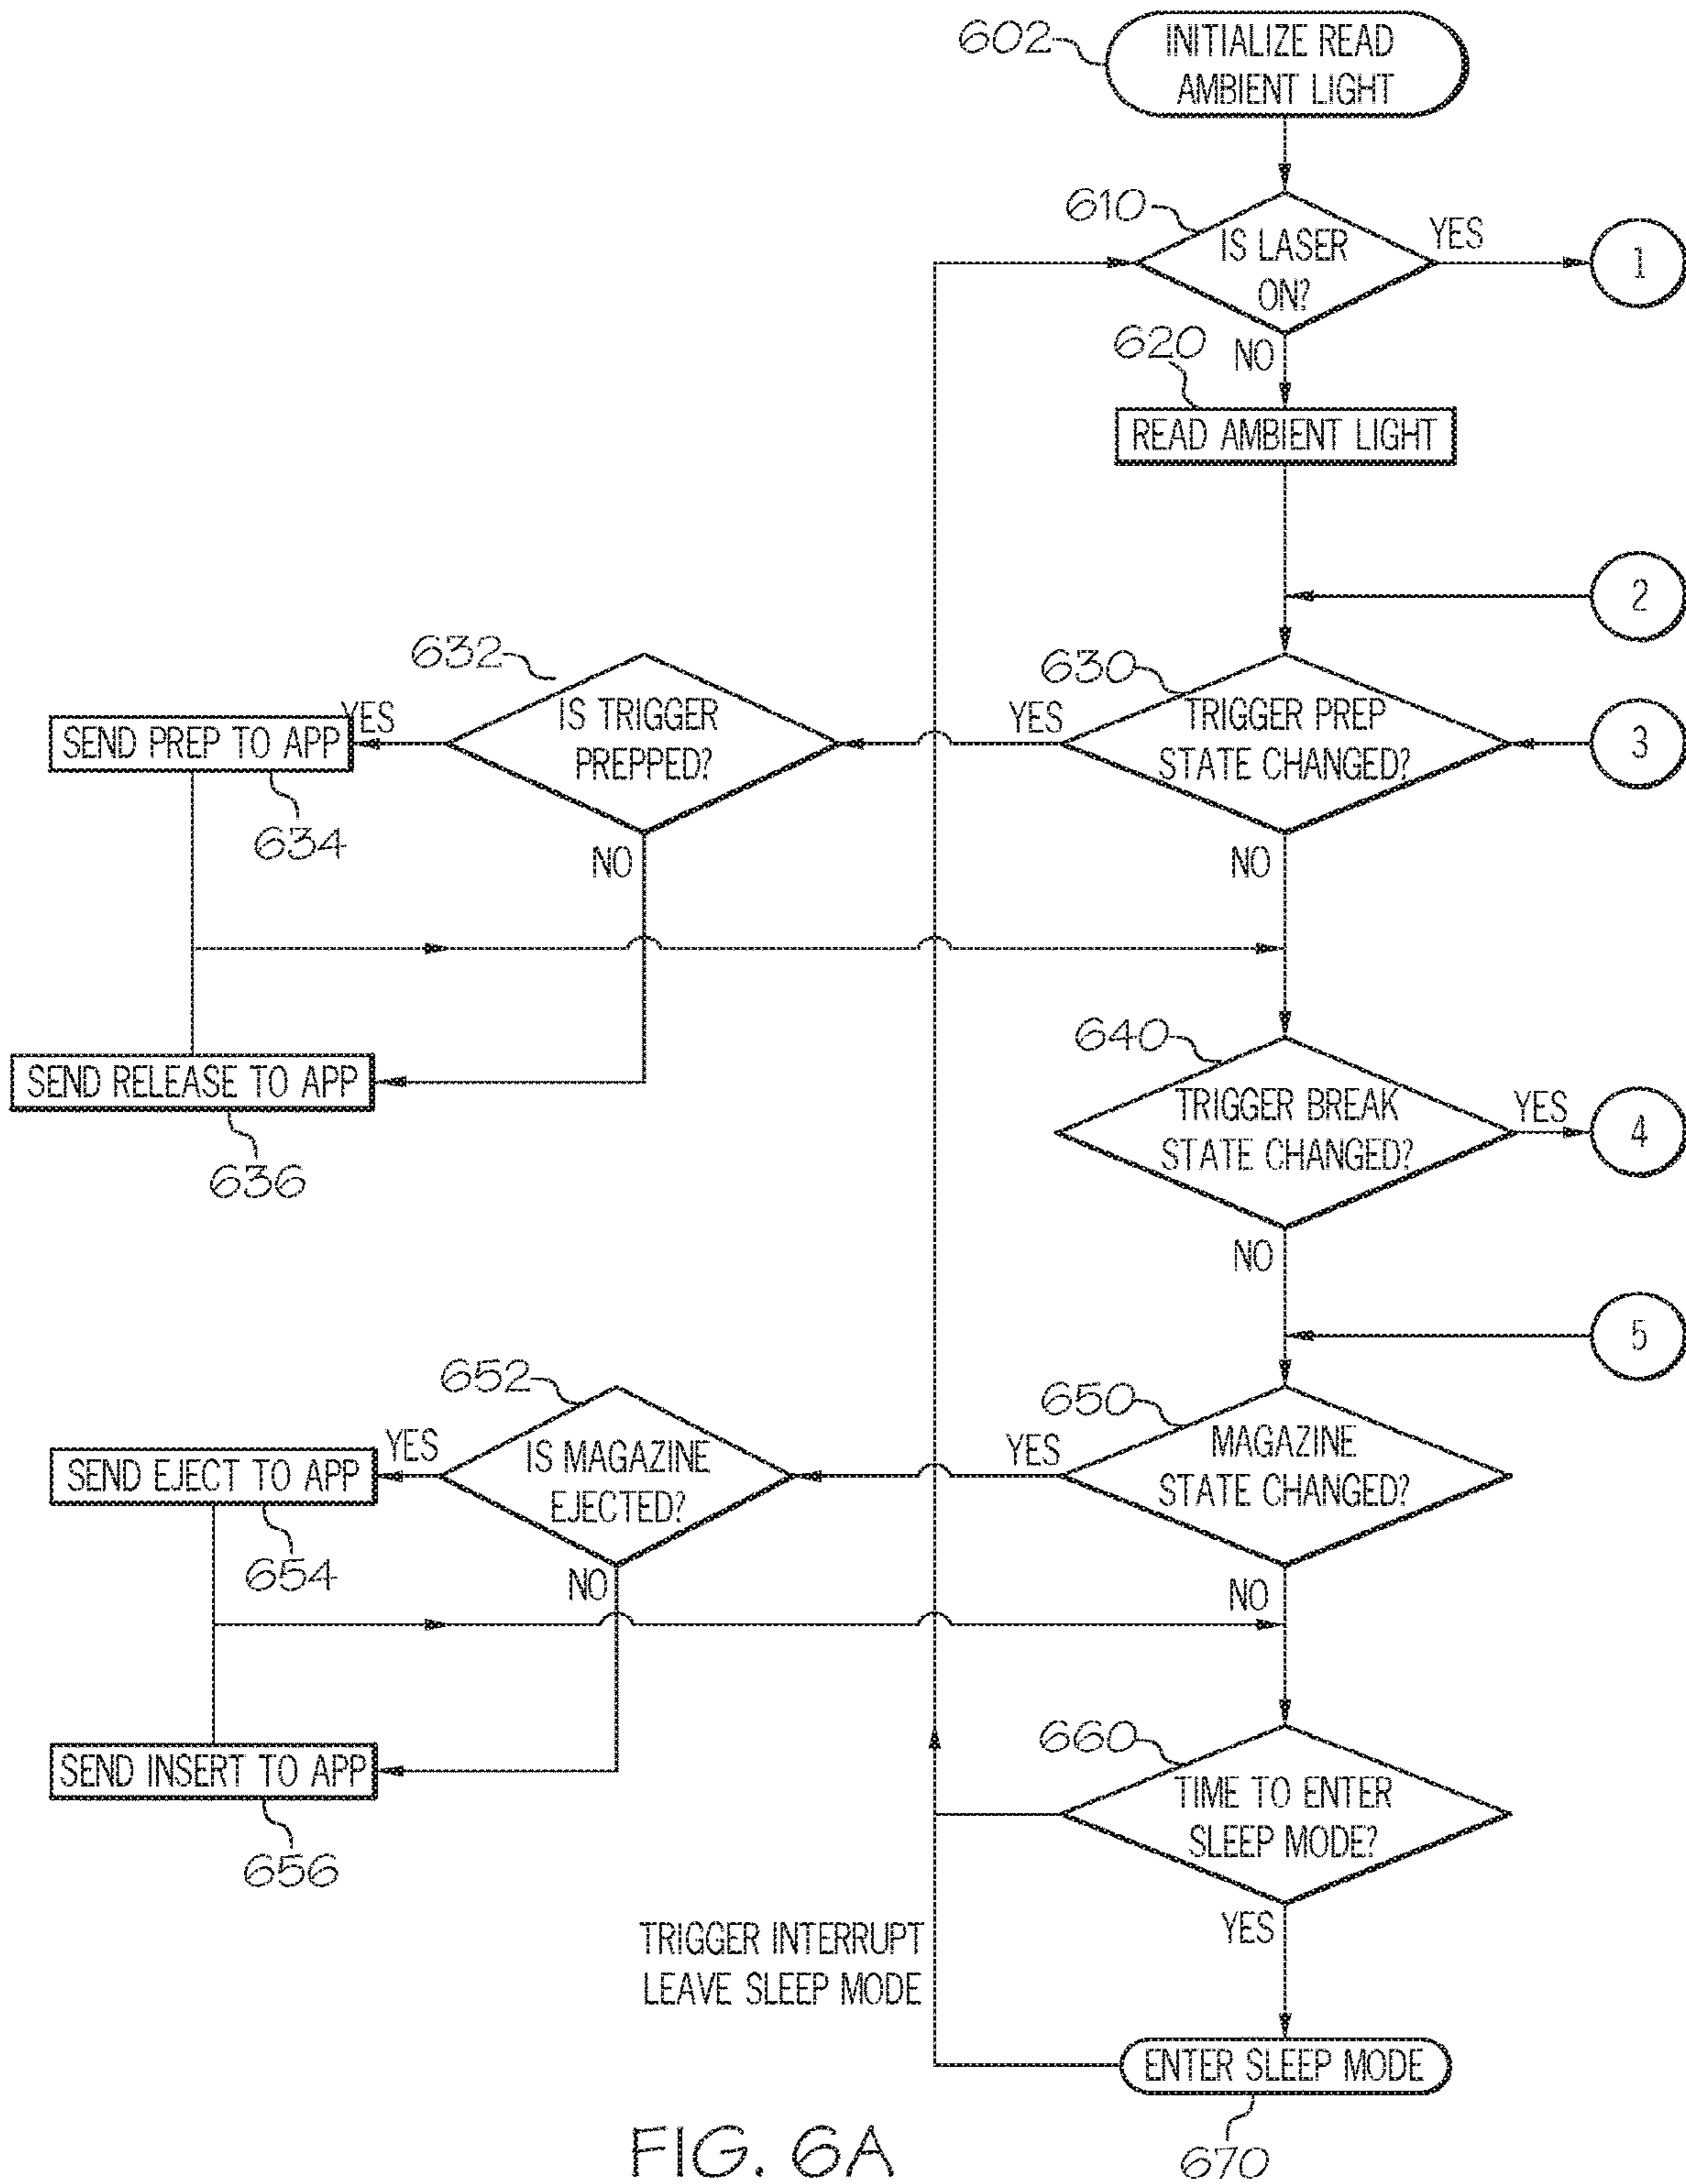 602
INITIALIZE READ
AMBIENT LIGHT
610
IS LASER
ON?
YES
1
NO
620
READ AMBIENT LIGHT
2
632
IS TRIGGER
PREPPED?
YES
SEND PREP TO APP
634
NO
630
TRIGGER PREP
STATE CHANGED?
YES
3
NO
SEND RELEASE TO APP
636
640
TRIGGER BREAK
STATE CHANGED?
YES
4
NO
5
652
IS MAGAZINE
EJECTED?
YES
SEND EJECT TO APP
654
NO
650
MAGAZINE
STATE CHANGED?
YES
NO
SEND INSERT TO APP
656
660
TIME TO ENTER
SLEEP MODE?
YES
TRIGGER INTERRUPT
LEAVE SLEEP MODE
ENTER SLEEP MODE
670
FIG. 6A